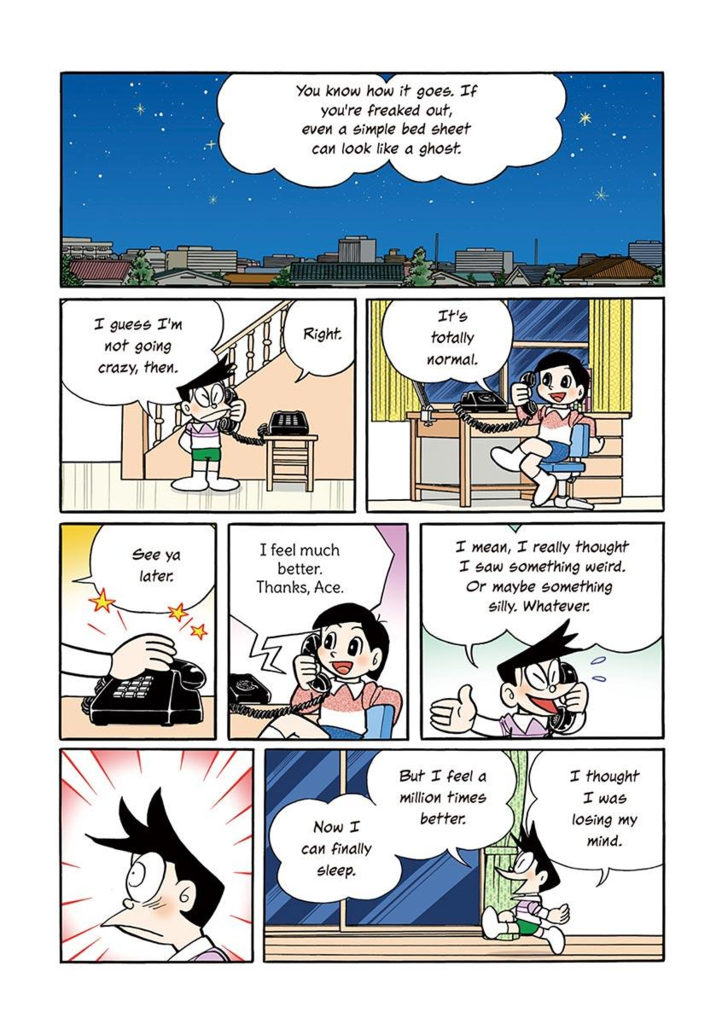 You know how it goes. If
you're freaked out,
even a simple bed sheet
can look like a ghost.
It's
totally
normal.
Right.
I guess I'm
not going
crazy, then.
I mean, I really thought
I saw something weird.
Or maybe something
silly. Whatever.
I feel much
better.
Thanks, Ace.
See ya
later.
I thought
I was
losing my
mind.
But I feel a
million times
better.
Now I
can finally
sleep.